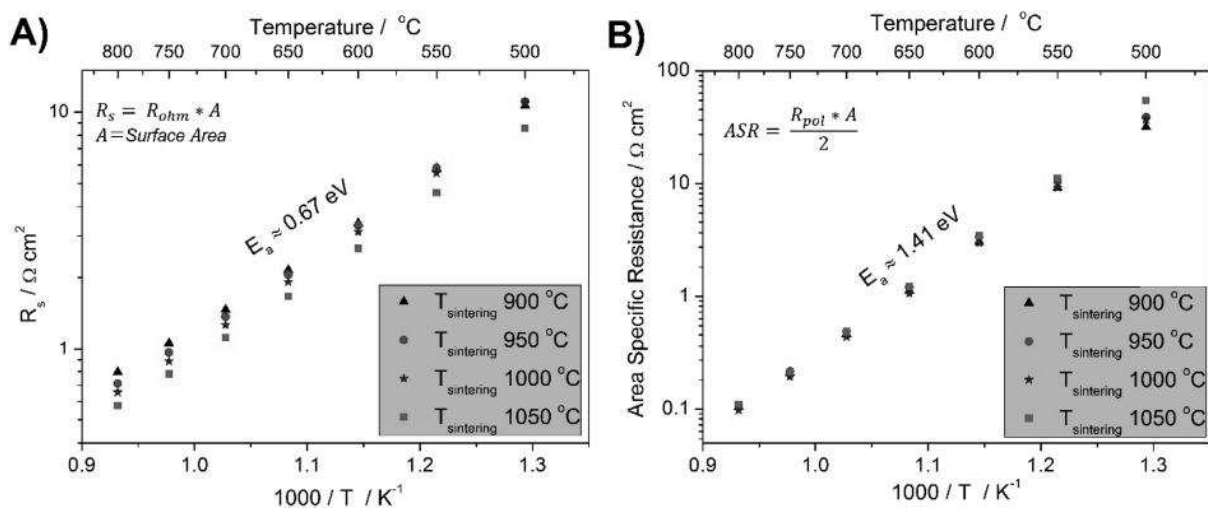 A)
Temperature / °C
800 750 700 650 600 550 500
10
1
R_s / Ω cm²
R_s = R_ohm * A
A=Surface Area
E_a ≈ 0.67 eV
T_sintering 900 °C
T_sintering 950 °C
T_sintering 1000 °C
T_sintering 1050 °C
0.9 1.0 1.1 1.2 1.3
1000 / T / K⁻¹
B)
Temperature / °C
800 750 700 650 600 550 500
100
10
1
0.1
Area Specific Resistance / Ω cm²
ASR = R_pol * A / 2
E_a ≈ 1.41 eV
T_sintering 900 °C
T_sintering 950 °C
T_sintering 1000 °C
T_sintering 1050 °C
0.9 1.0 1.1 1.2 1.3
1000 / T / K⁻¹